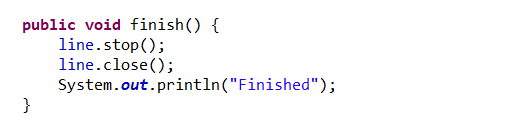 public void finish() {
    line.stop();
    line.close();
    System.out.println("Finished");
}